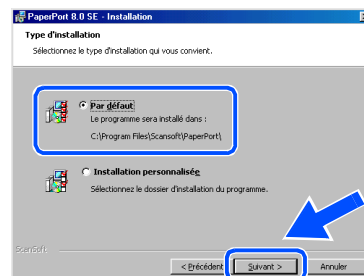 PaperPort 8.0 SE - Installation
Type d'installation
Sélectionnez le type d'installation qui vous convient.
Par défaut
Le programme sera installé dans :
C:\Program Files\Scansoft\PaperPort\
Installation personnalisée
Sélectionnez le dossier d'installation du programme.
ScanSoft
< Précédent
Suivant >
Annuler